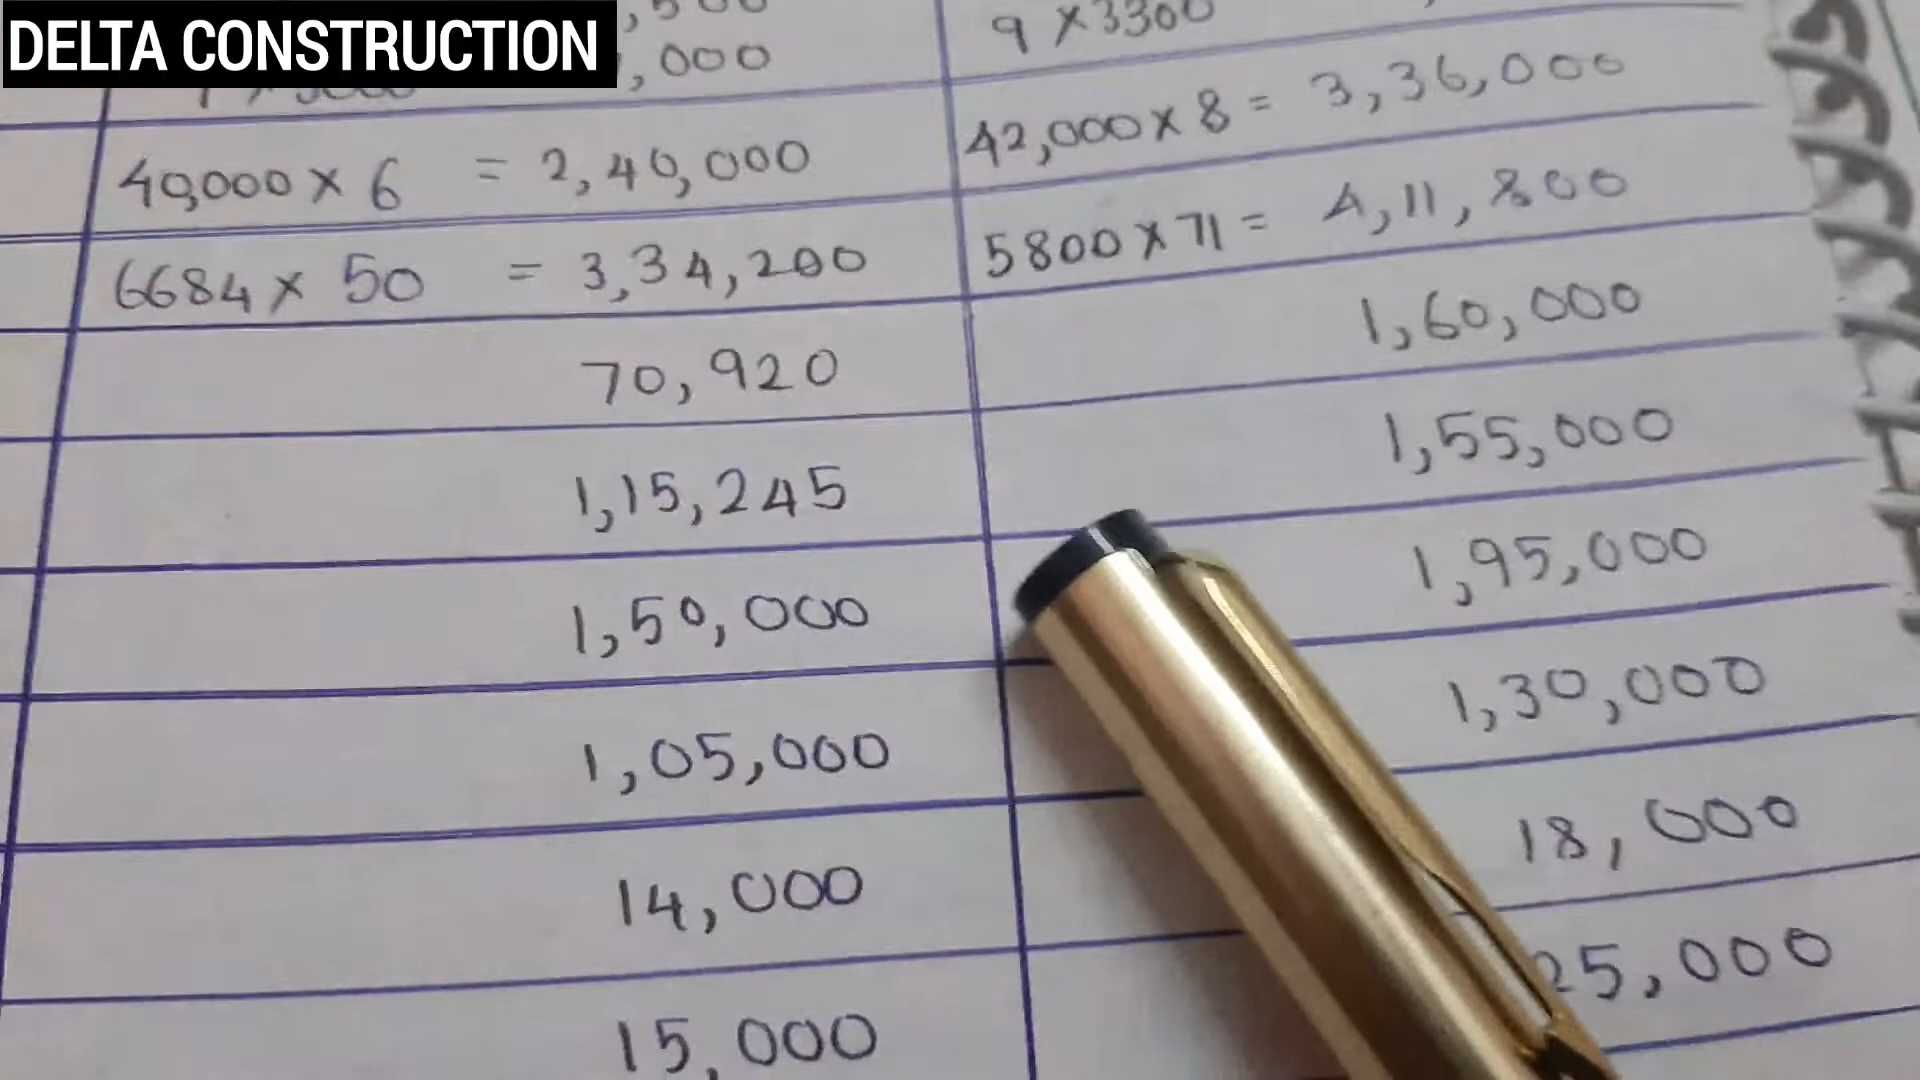 DELTA CONSTRUCTION
,000
9 x 3300
40,000 x 6 = 2,40,000
42,000 x 8 = 3,36,000
6684 x 50 = 3,34,200
5800 x 71 = 4,11,800
70,920
1,60,000
1,15,245
1,55,000
1,50,000
1,95,000
1,05,000
1,30,000
14,000
18,000
15,000
25,000